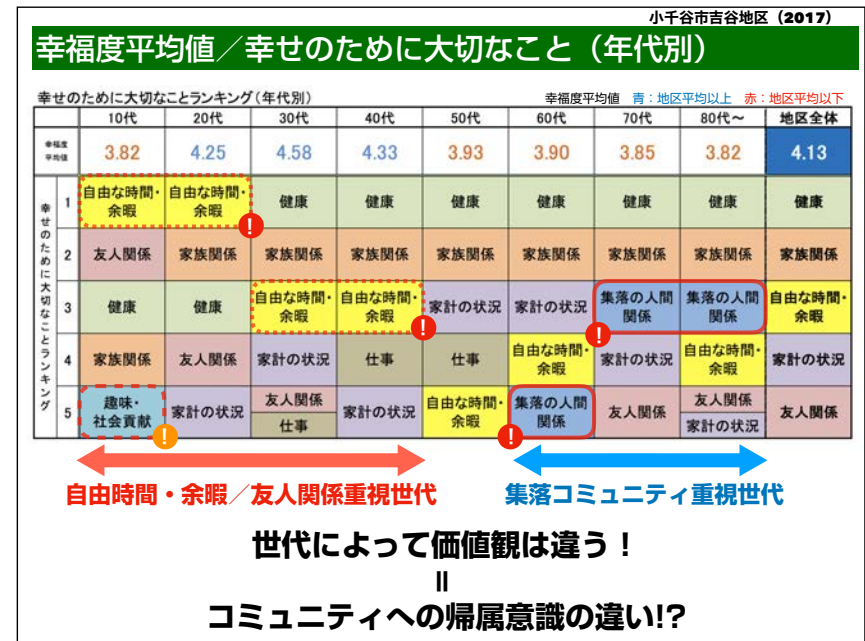 小千谷市吉谷地区（2017）
幸福度平均値／幸せのために大切なこと（年代別）
幸せのために大切なことランキング（年代別）
幸福度平均値　青：地区平均以上　赤：地区平均以下
10代 20代 30代 40代 50代 60代 70代 80代～ 地区全体
幸福度
平均値
3.82 4.25 4.58 4.33 3.93 3.90 3.85 3.82 4.13
幸せのために大切なことランキング
1 自由な時間・余暇 自由な時間・余暇 健康 健康 健康 健康 健康 健康 健康
!
2 友人関係 家族関係 家族関係 家族関係 家族関係 家族関係 家族関係 家族関係 家族関係
3 健康 健康 自由な時間・余暇 自由な時間・余暇 家計の状況 家計の状況 集落の人間関係 集落の人間関係 自由な時間・余暇
! !
4 家族関係 友人関係 家計の状況 仕事 仕事 自由な時間・余暇 家計の状況 自由な時間・余暇 家計の状況
5 趣味・社会貢献 家計の状況 友人関係 仕事 家計の状況 自由な時間・余暇 集落の人間関係 友人関係 友人関係 家計の状況 友人関係
! !
自由時間・余暇／友人関係重視世代
集落コミュニティ重視世代
世代によって価値観は違う！
＝
コミュニティへの帰属意識の違い!?